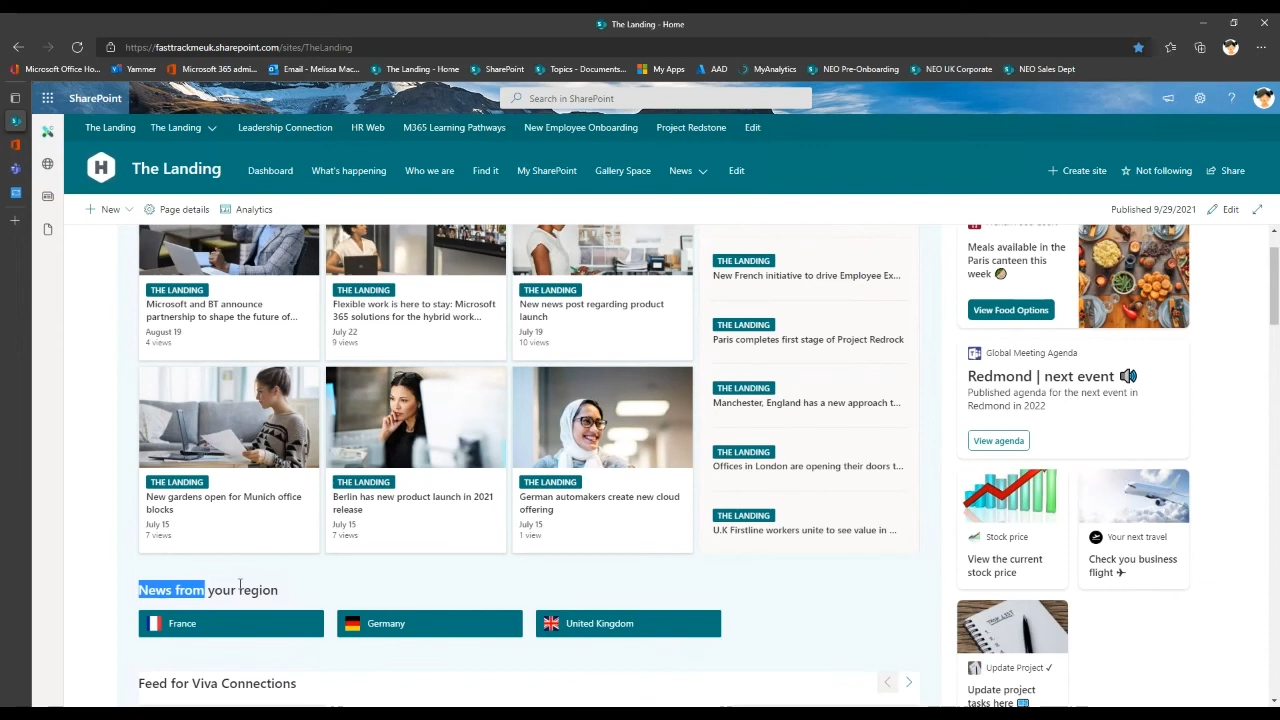 The Landing - Home
https://fasttrackmeuk.sharepoint.com/sites/TheLanding
Microsoft Office Ho...
Yammer
Microsoft 365 admi...
Email - Melissa Mac...
The Landing - Home
SharePoint
Topics - Documents...
My Apps
AAD
MyAnalytics
NEO Pre-Onboarding
NEO UK Corporate
NEO Sales Dept
SharePoint
Search in SharePoint
The Landing
The Landing
Leadership Connection
HR Web
M365 Learning Pathways
New Employee Onboarding
Project Redstone
Edit
H
The Landing
Dashboard
What's happening
Who we are
Find it
My SharePoint
Gallery Space
News
Edit
Create site
Not following
Share
New
Page details
Analytics
Published 9/29/2021
Edit
THE LANDING
Microsoft and BT announce
partnership to shape the future of...
August 19
4 views
THE LANDING
Flexible work is here to stay: Microsoft
365 solutions for the hybrid work...
July 22
9 views
THE LANDING
New news post regarding product
launch
July 19
10 views
THE LANDING
New gardens open for Munich office
blocks
July 15
7 views
THE LANDING
Berlin has new product launch in 2021
release
July 15
7 views
THE LANDING
German automakers create new cloud
offering
July 15
1 view
THE LANDING
New French initiative to drive Employee Ex...
THE LANDING
Paris completes first stage of Project Redrock
THE LANDING
Manchester, England has a new approach t...
THE LANDING
Offices in London are opening their doors t...
THE LANDING
U.K Firstline workers unite to see value in ...
News from your region
France
Germany
United Kingdom
Feed for Viva Connections
Meals available in the
Paris canteen this
week
View Food Options
Global Meeting Agenda
Redmond | next event
Published agenda for the next event in
Redmond in 2022
View agenda
Stock price
View the current
stock price
Your next travel
Check you business
flight
TASK LIST
Update Project
Update project
tasks here